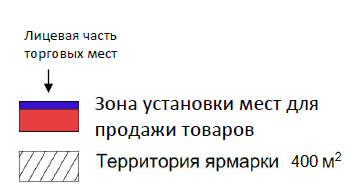 Лицевая часть
торговых мест
Зона установки мест для
продажи товаров
Территория ярмарки 400 м²